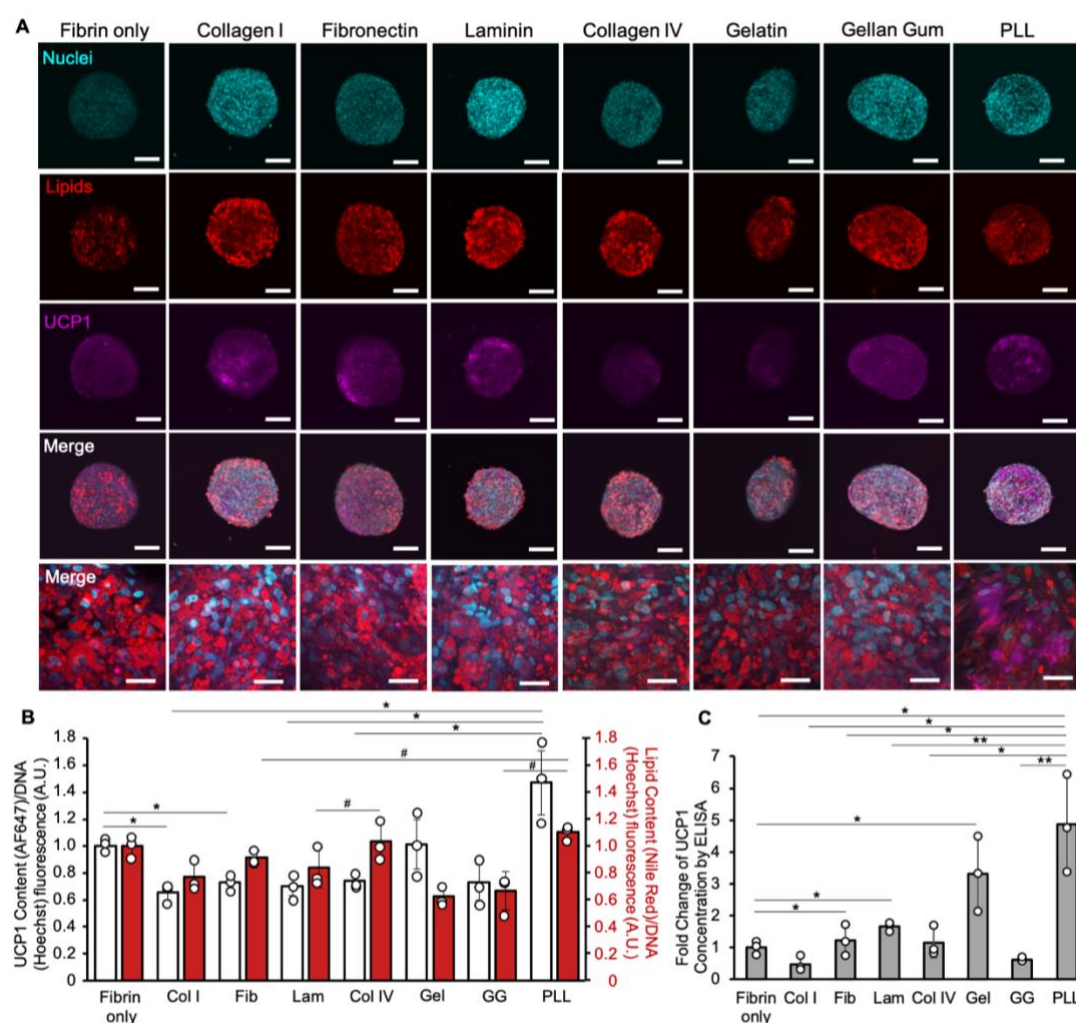 A
Fibrin only Collagen I Fibronectin Laminin Collagen IV Gelatin Gellan Gum PLL
Nuclei
Lipids
UCP1
Merge
Merge
B
* * * # # * * #
UCP1 Content (AF647)/DNA
(Hoechst) fluorescence (A.U.)
1.8
1.6
1.4
1.2
1.0
0.8
0.6
0.4
0.2
0
Lipid Content (Nile Red)/DNA
(Hoechst) fluorescence (A.U.)
1.8
1.6
1.4
1.2
1.0
0.8
0.6
0.4
0.2
0
Fibrin only Col I Fib Lam Col IV Gel GG PLL
C
* * * ** * ** * * *
Fold Change of UCP1
Concentration by ELISA
7
6
5
4
3
2
1
0
Fibrin only Col I Fib Lam Col IV Gel GG PLL